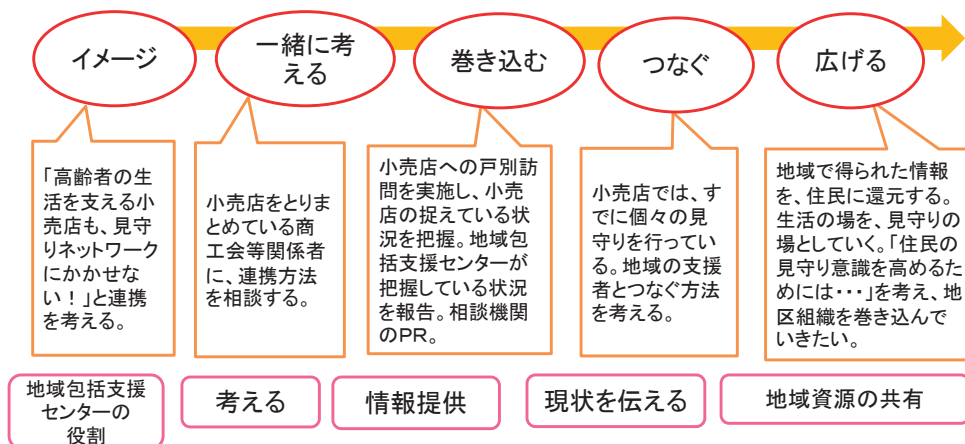 イメージ
一緒に考
える
巻き込む
つなぐ
広げる
「高齢者の生
活を支える小
売店も、見守
りネットワーク
にかかせな
い！」と連携
を考える。
小売店をとりま
とめている商
工会等関係者
に、連携方法
を相談する。
小売店への戸別訪
問を実施し、小売
店の捉えている状
況を把握。地域包
括支援センターが
把握している状況
を報告。相談機関
のPR。
小売店では、す
でに個々の見
守りを行ってい
る。地域の支援
者とつなぐ方法
を考える。
地域で得られた情報
を、住民に還元する。
生活の場を、見守りの
場としていく。「住民の
見守り意識を高めるた
めには・・・」を考え、地
区組織を巻き込んで
いきたい。
地域包括支援
センターの
役割
考える
情報提供
現状を伝える
地域資源の共有